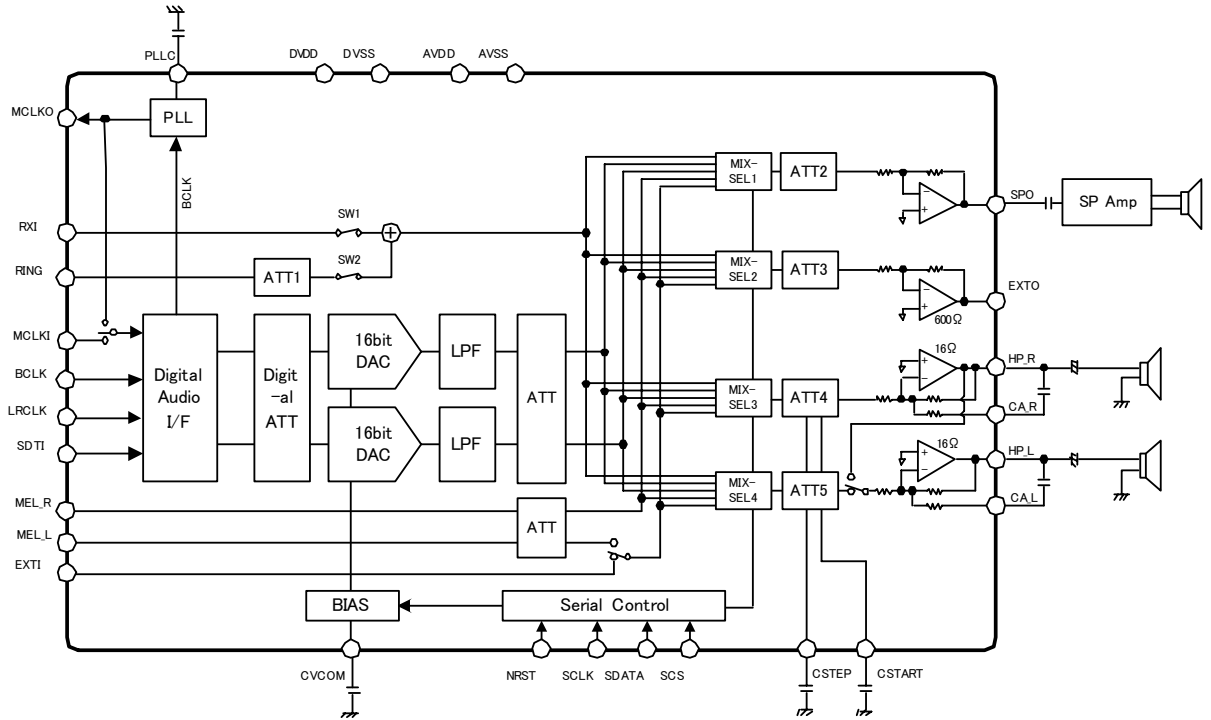 PLLC
DVDD
DVSS
AVDD
AVSS
MCLKO
PLL
BCLK
RXI
SW1
+
RING
ATT1
SW2
MCLKI
BCLK
LRCLK
SDTI
Digital
Audio
I/F
Digit
-al
ATT
16bit
DAC
16bit
DAC
LPF
LPF
ATT
MEL_R
MEL_L
EXTI
ATT
BIAS
Serial Control
MIX-
SEL1
ATT2
−
+
SPO
SP Amp
MIX-
SEL2
ATT3
−
+
600Ω
EXTO
MIX-
SEL3
ATT4
+
−
16Ω
HP_R
CA_R
MIX-
SEL4
ATT5
+
−
16Ω
HP_L
CA_L
CVCOM
NRST
SCLK
SDATA
SCS
CSTEP
CSTART